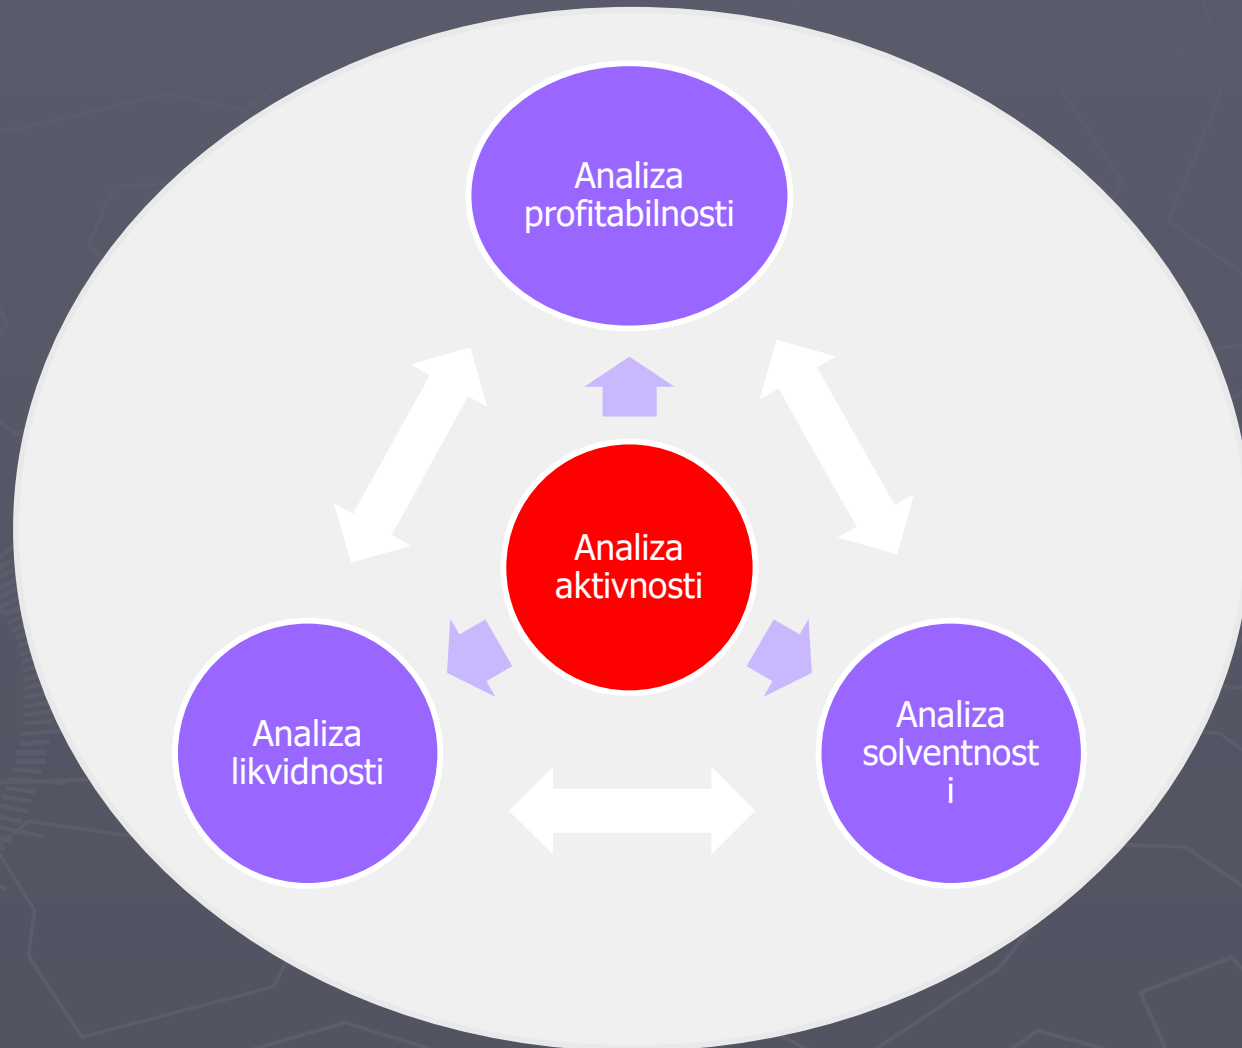 Analiza
profitabilnosti
Analiza
aktivnosti
Analiza
likvidnosti
Analiza
solventnost
i